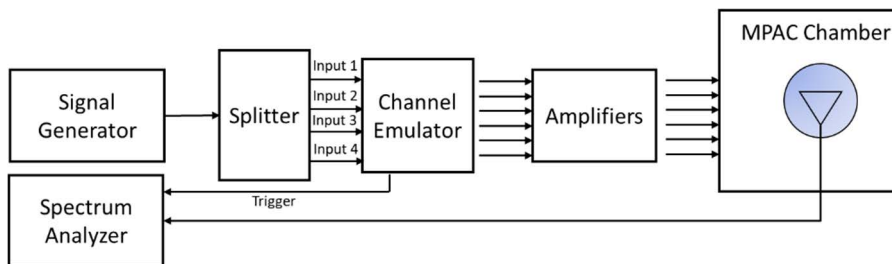 MPAC Chamber
Signal
Generator
Splitter
Input 1
Input 2
Input 3
Input 4
Channel
Emulator
Amplifiers
Trigger
Spectrum
Analyzer